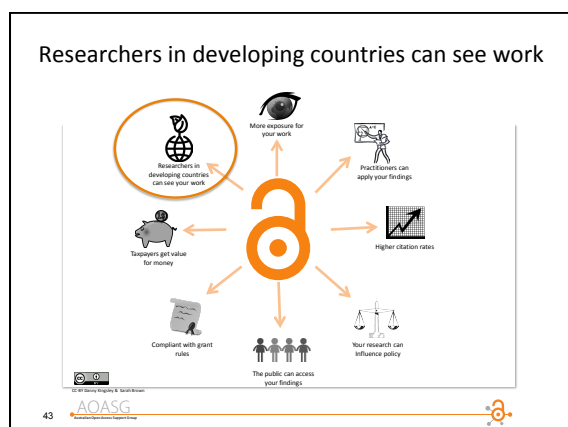 Researchers in developing countries can see work
More exposure for
your work
Researchers in
developing countries
can see your work
Practitioners can
apply your findings
Taxpayers get value
for money
Higher citation rates
Compliant with grant
rules
Your research can
Influence policy
The public can access
your findings
cc
BY
CC-BY Danny Kingsley & Sarah Brown
43
AOASG
Australian Open Access Support Group